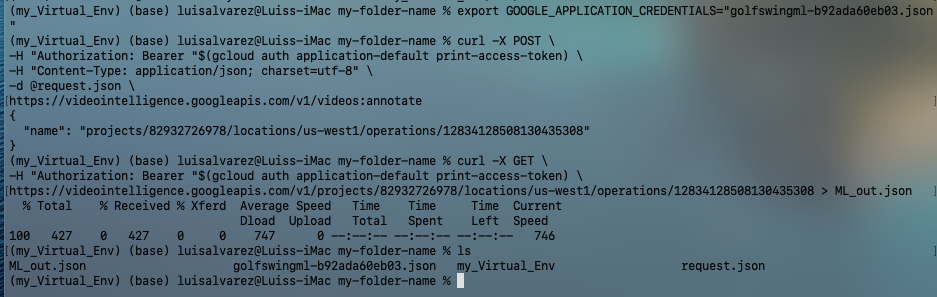 (my_Virtual_Env) (base) luisalvarez@Luiss-iMac my-folder-name % export GOOGLE_APPLICATION_CREDENTIALS="golfswingml-b92ada60eb03.json
"
(my_Virtual_Env) (base) luisalvarez@Luiss-iMac my-folder-name % curl -X POST \
-H "Authorization: Bearer "$(gcloud auth application-default print-access-token) \
-H "Content-Type: application/json; charset=utf-8" \
-d @request.json \
[https://videointelligence.googleapis.com/v1/videos:annotate ]
{
  "name": "projects/82932726978/locations/us-west1/operations/12834128508130435308"
}
(my_Virtual_Env) (base) luisalvarez@Luiss-iMac my-folder-name % curl -X GET \
-H "Authorization: Bearer "$(gcloud auth application-default print-access-token) \
[https://videointelligence.googleapis.com/v1/projects/82932726978/locations/us-west1/operations/12834128508130435308 > ML_out.json ]
  % Total    % Received % Xferd  Average Speed   Time    Time     Time  Current
                                 Dload  Upload   Total   Spent    Left  Speed
100   427    0   427    0     0    747      0 --:--:-- --:--:-- --:--:--   746
[(my_Virtual_Env) (base) luisalvarez@Luiss-iMac my-folder-name % ls ]
ML_out.json                    golfswingml-b92ada60eb03.json   my_Virtual_Env                 request.json
(my_Virtual_Env) (base) luisalvarez@Luiss-iMac my-folder-name %